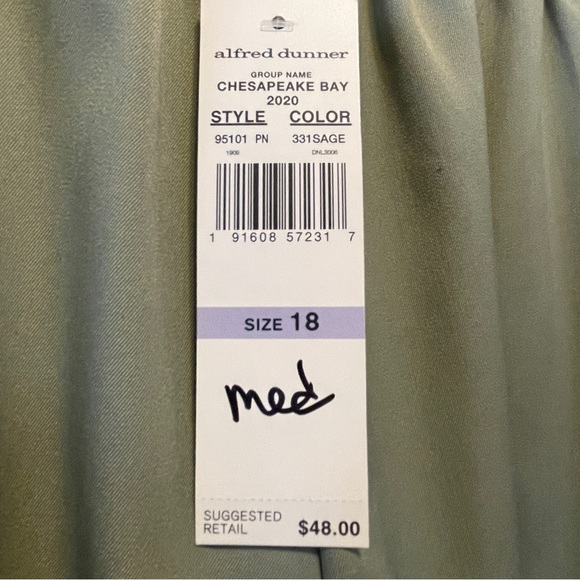 alfred dunner
GROUP NAME
CHESAPEAKE BAY
2020
STYLE COLOR
95101 PN 331SAGE
1908 DNL3006
1 91608 57231 7
SIZE 18
med
SUGGESTED
RETAIL $48.00